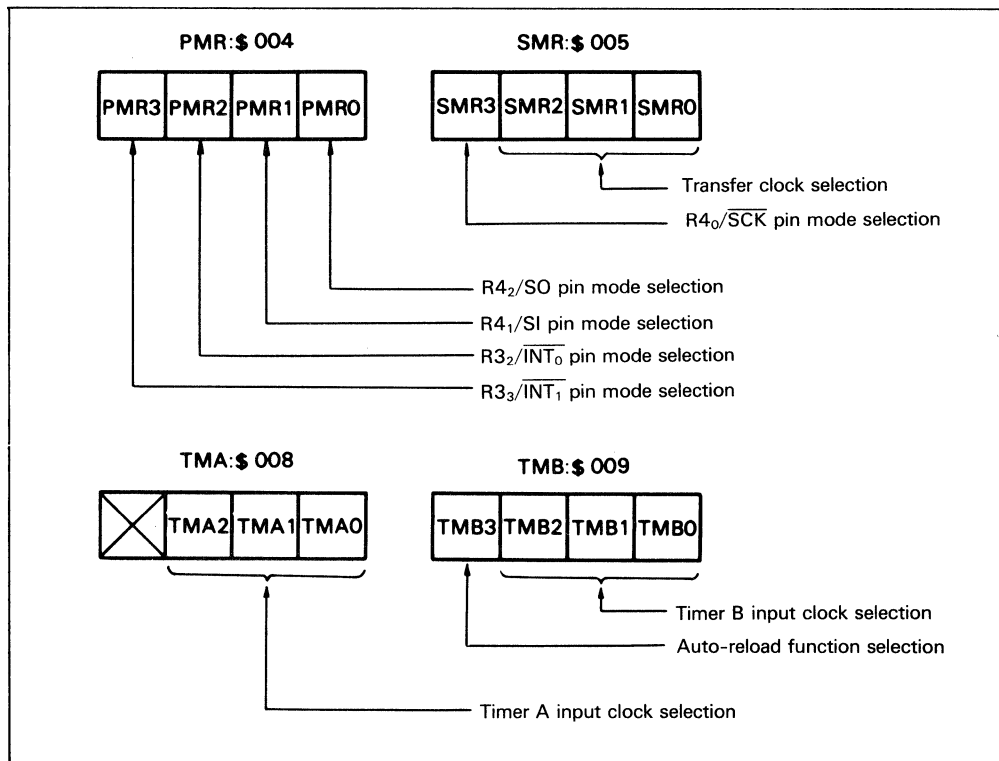 PMR:$ 004
PMR3 PMR2 PMR1 PMR0
SMR:$ 005
SMR3 SMR2 SMR1 SMR0
Transfer clock selection
R4₀/S̅C̅K̅ pin mode selection
R4₂/SO pin mode selection
R4₁/SI pin mode selection
R3₂/I̅N̅T̅₀̅ pin mode selection
R3₃/I̅N̅T̅₁̅ pin mode selection
TMA:$ 008
TMA2 TMA1 TMA0
TMB:$ 009
TMB3 TMB2 TMB1 TMB0
Timer B input clock selection
Auto-reload function selection
Timer A input clock selection